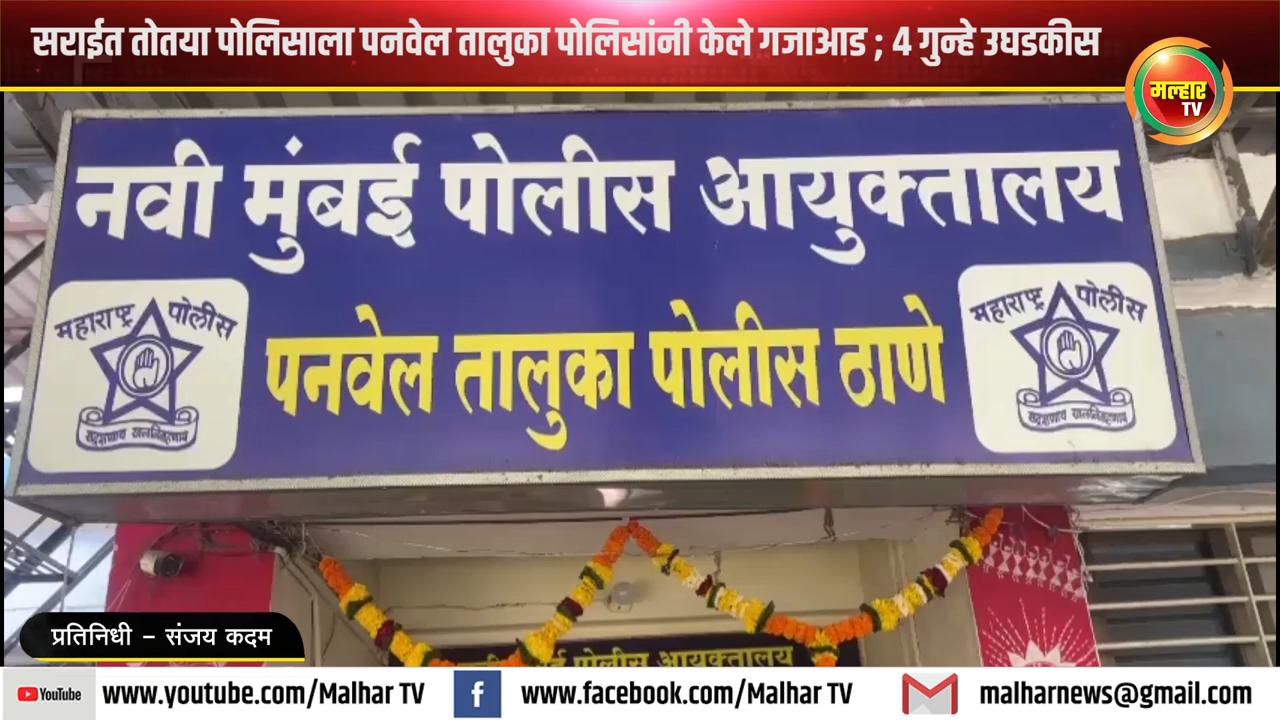 सराईत तोतया पोलिसाला पनवेल तालुका पोलिसांनी केले गजाआड ; 4 गुन्हे उघडकीस
मल्हार
TV
नवी मुंबई पोलीस आयुक्तालय
महाराष्ट्र पोलीस
महाराष्ट्र पोलीस
पनवेल तालुका पोलीस ठाणे
पोलीस आयुक्तालय
प्रतिनिधी – संजय कदम
YouTube www.youtube.com/Malhar TV
www.facebook.com/Malhar TV
malharnews@gmail.com